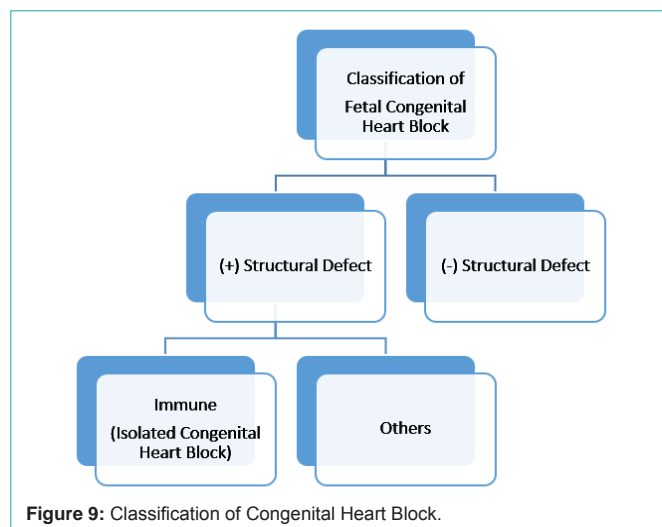 Classification of
Fetal Congenital
Heart Block
(+) Structural Defect
(-) Structural Defect
Immune
(Isolated Congenital
Heart Block)
Others
Figure 9: Classification of Congenital Heart Block.